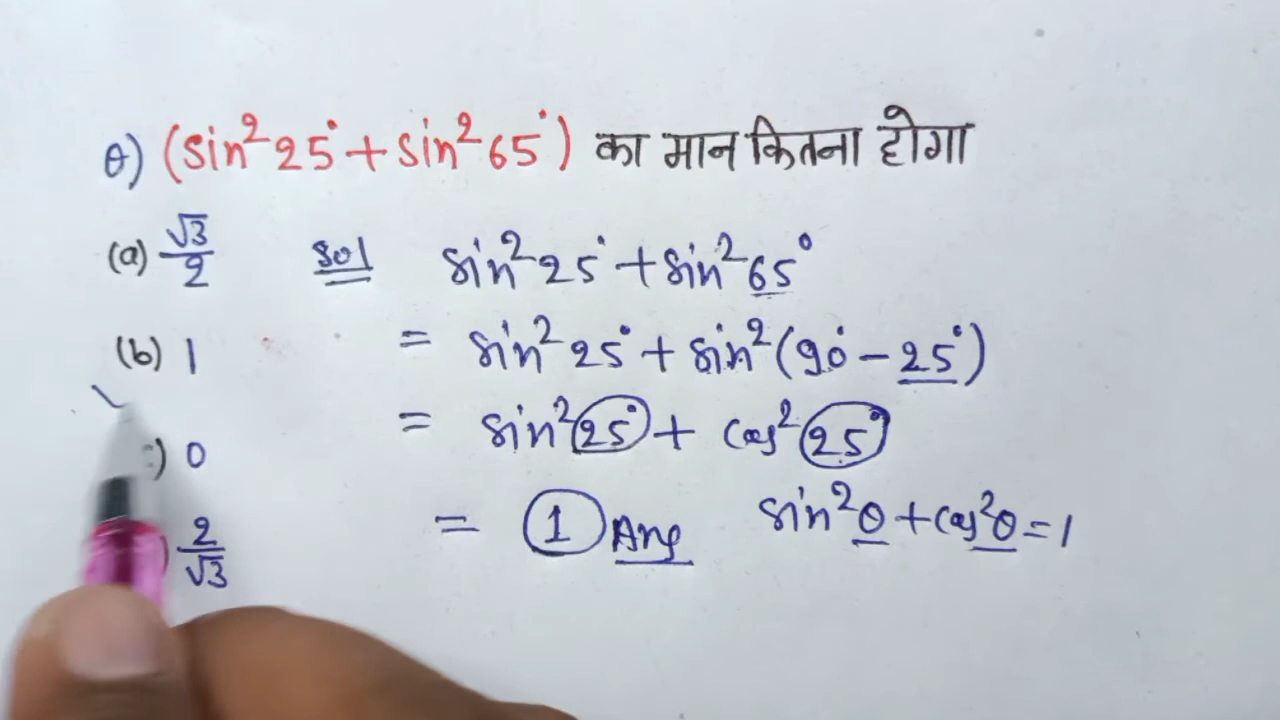 θ) (sin²25° + sin²65°) का मान कितना होगा
(a) √3/2
(b) 1
c) 0
) 2/√3
Sol sin²25° + sin²65°
= sin²25° + sin²(90° – 25°)
= sin²25° + cos²25°
= 1 Ans sin²θ + cos²θ = 1